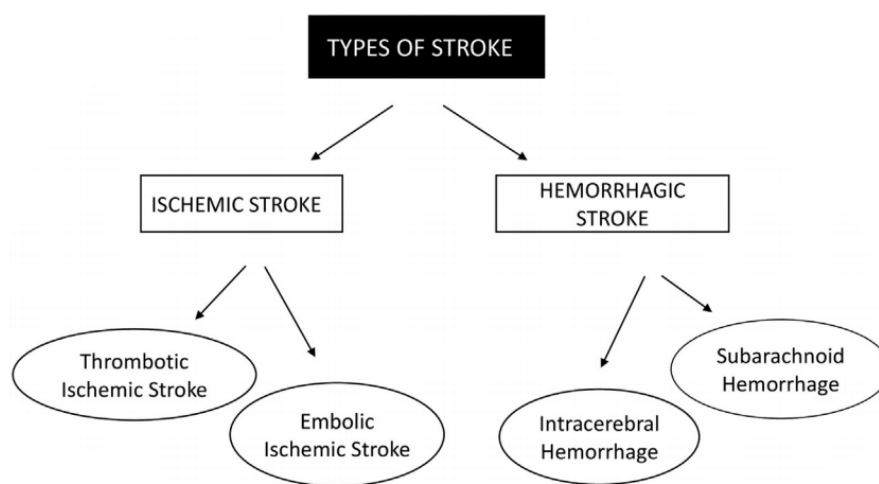 TYPES OF STROKE
ISCHEMIC STROKE
HEMORRHAGIC
STROKE
Thrombotic
Ischemic Stroke
Embolic
Ischemic Stroke
Intracerebral
Hemorrhage
Subarachnoid
Hemorrhage